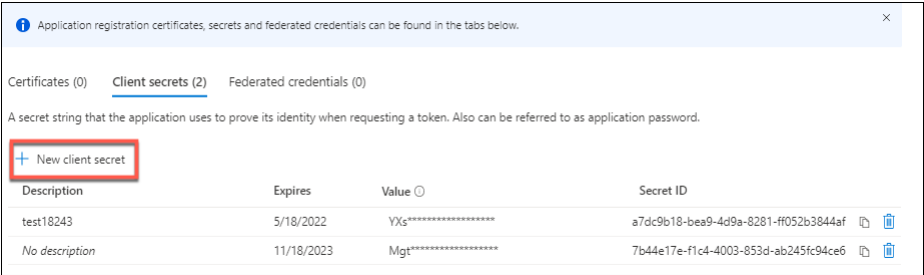 Application registration certificates, secrets and federated credentials can be found in the tabs below.
Certificates (0) Client secrets (2) Federated credentials (0)
A secret string that the application uses to prove its identity when requesting a token. Also can be referred to as application password.
+ New client secret
Description Expires Value Secret ID
test18243 5/18/2022 YXs****************** a7dc9b18-bea9-4d9a-8281-ff052b3844af
No description 11/18/2023 Mgt****************** 7b44e17e-f1c4-4003-853d-ab245fc94ce6